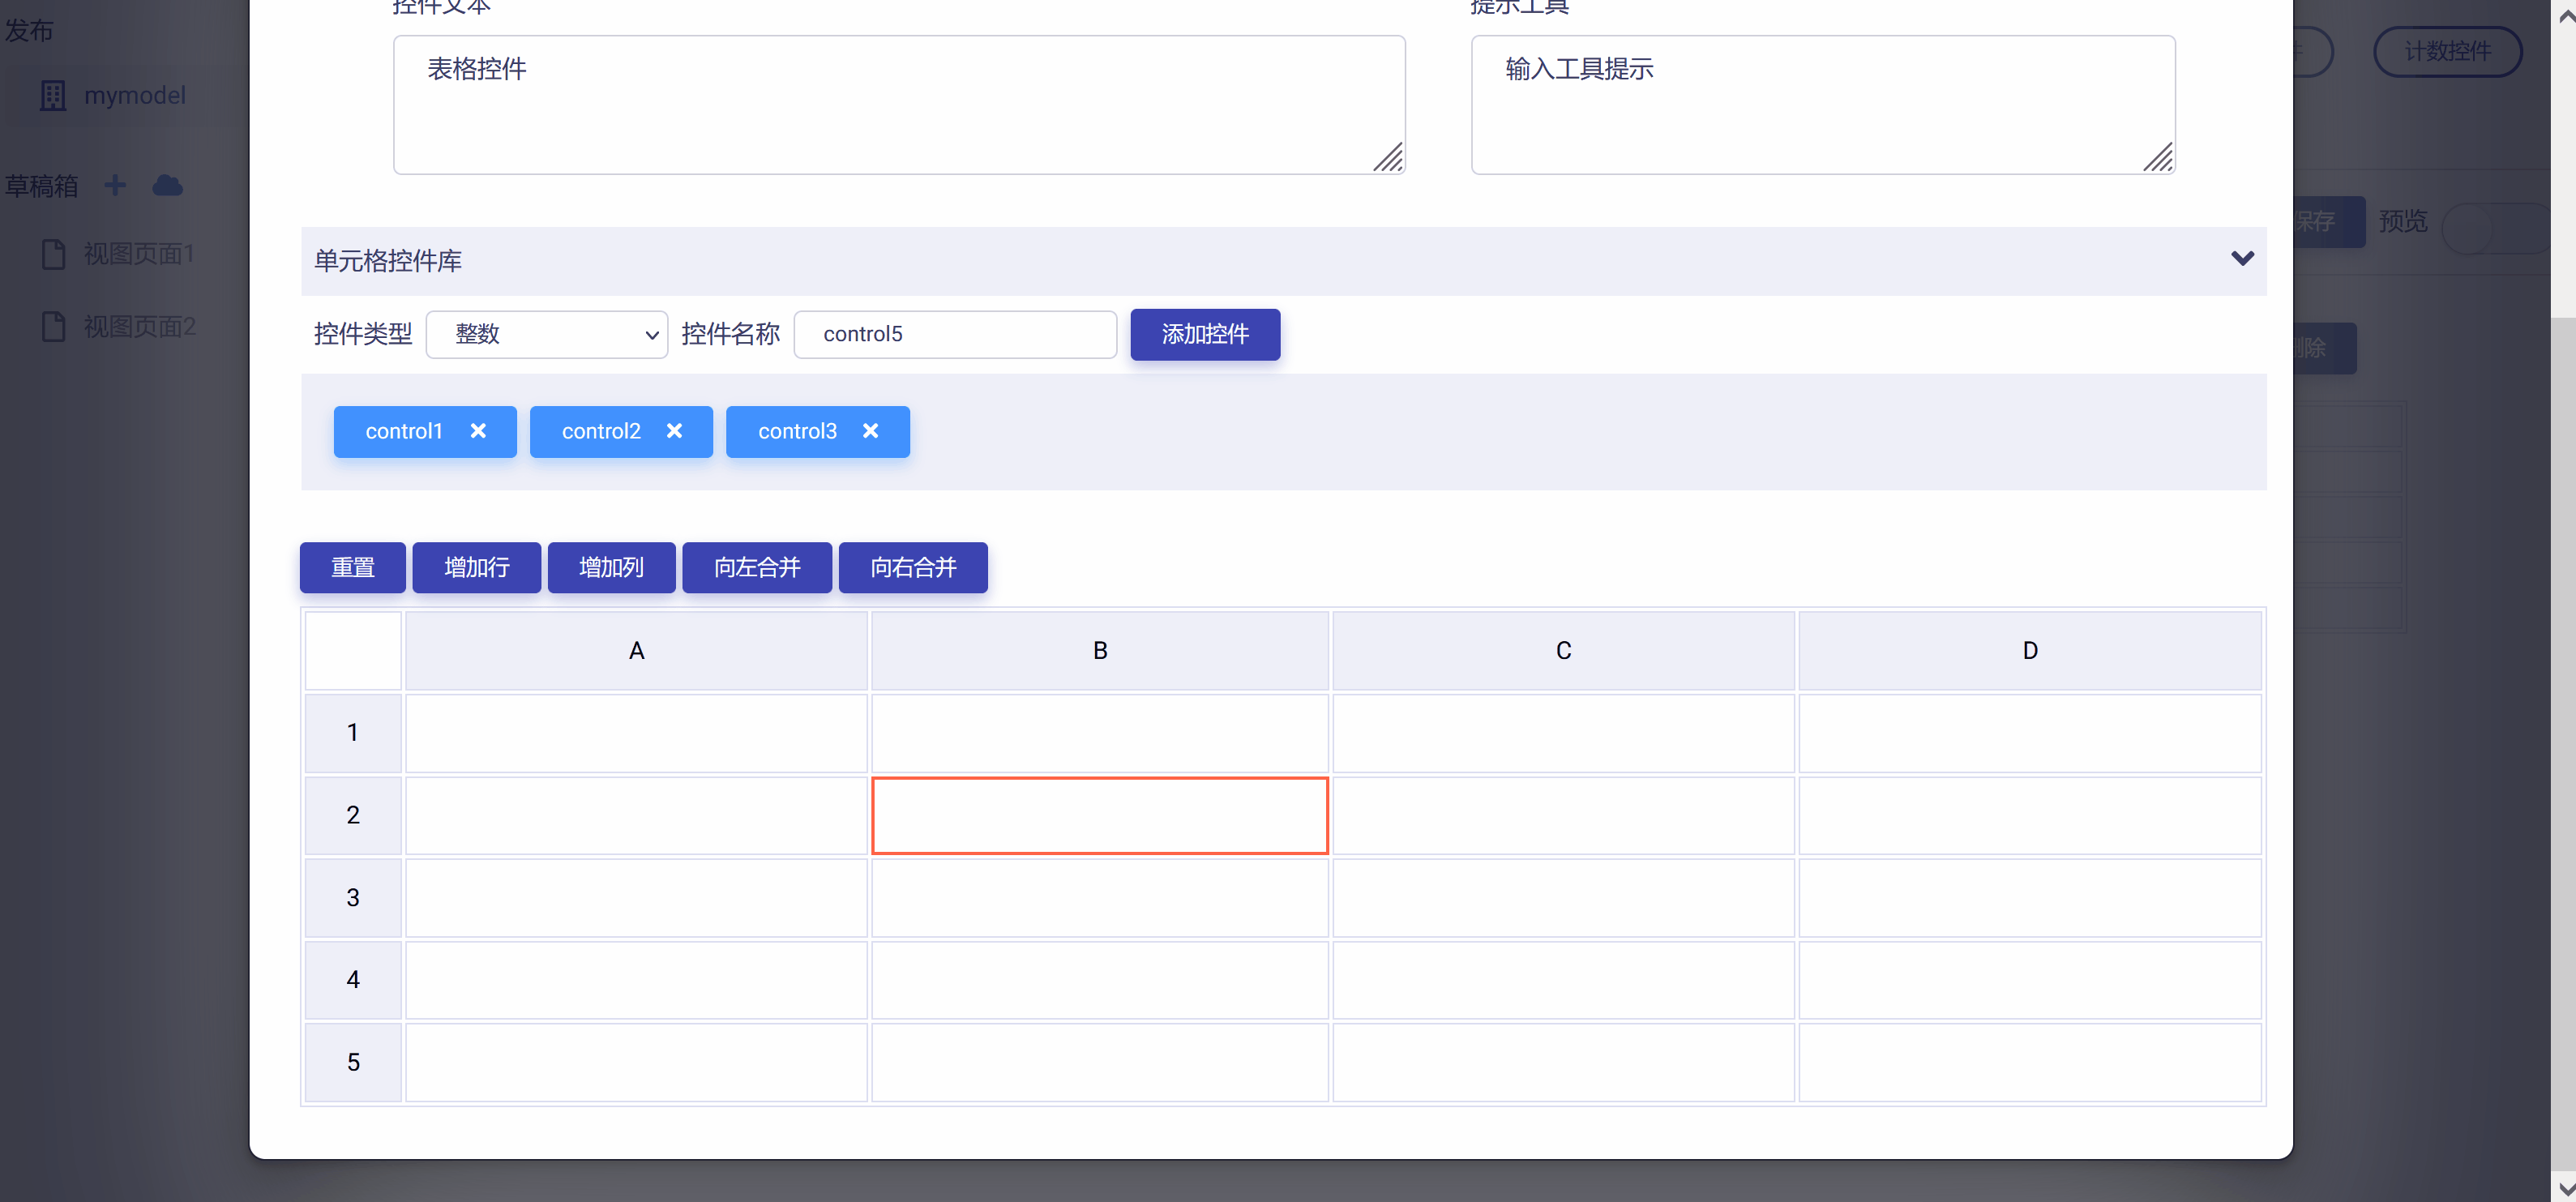 发布
mymodel
草稿箱
视图页面1
视图页面2
控件文本
提示工具
表格控件
输入工具提示
计数控件
保存
预览
删除
单元格控件库
控件类型
整数
控件名称
control5
添加控件
control1
control2
control3
重置
增加行
增加列
向左合并
向右合并
A
B
C
D
1
2
3
4
5